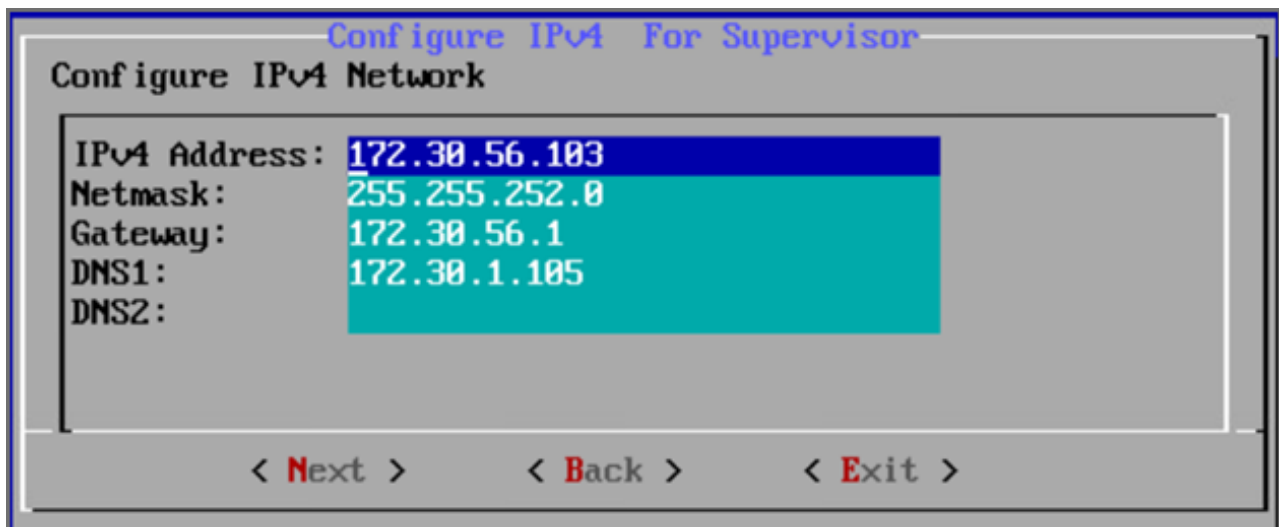 Configure IPv4 For Supervisor
Configure IPv4 Network
IPv4 Address: 172.30.56.103
Netmask: 255.255.252.0
Gateway: 172.30.56.1
DNS1: 172.30.1.105
DNS2:
< Next > < Back > < Exit >